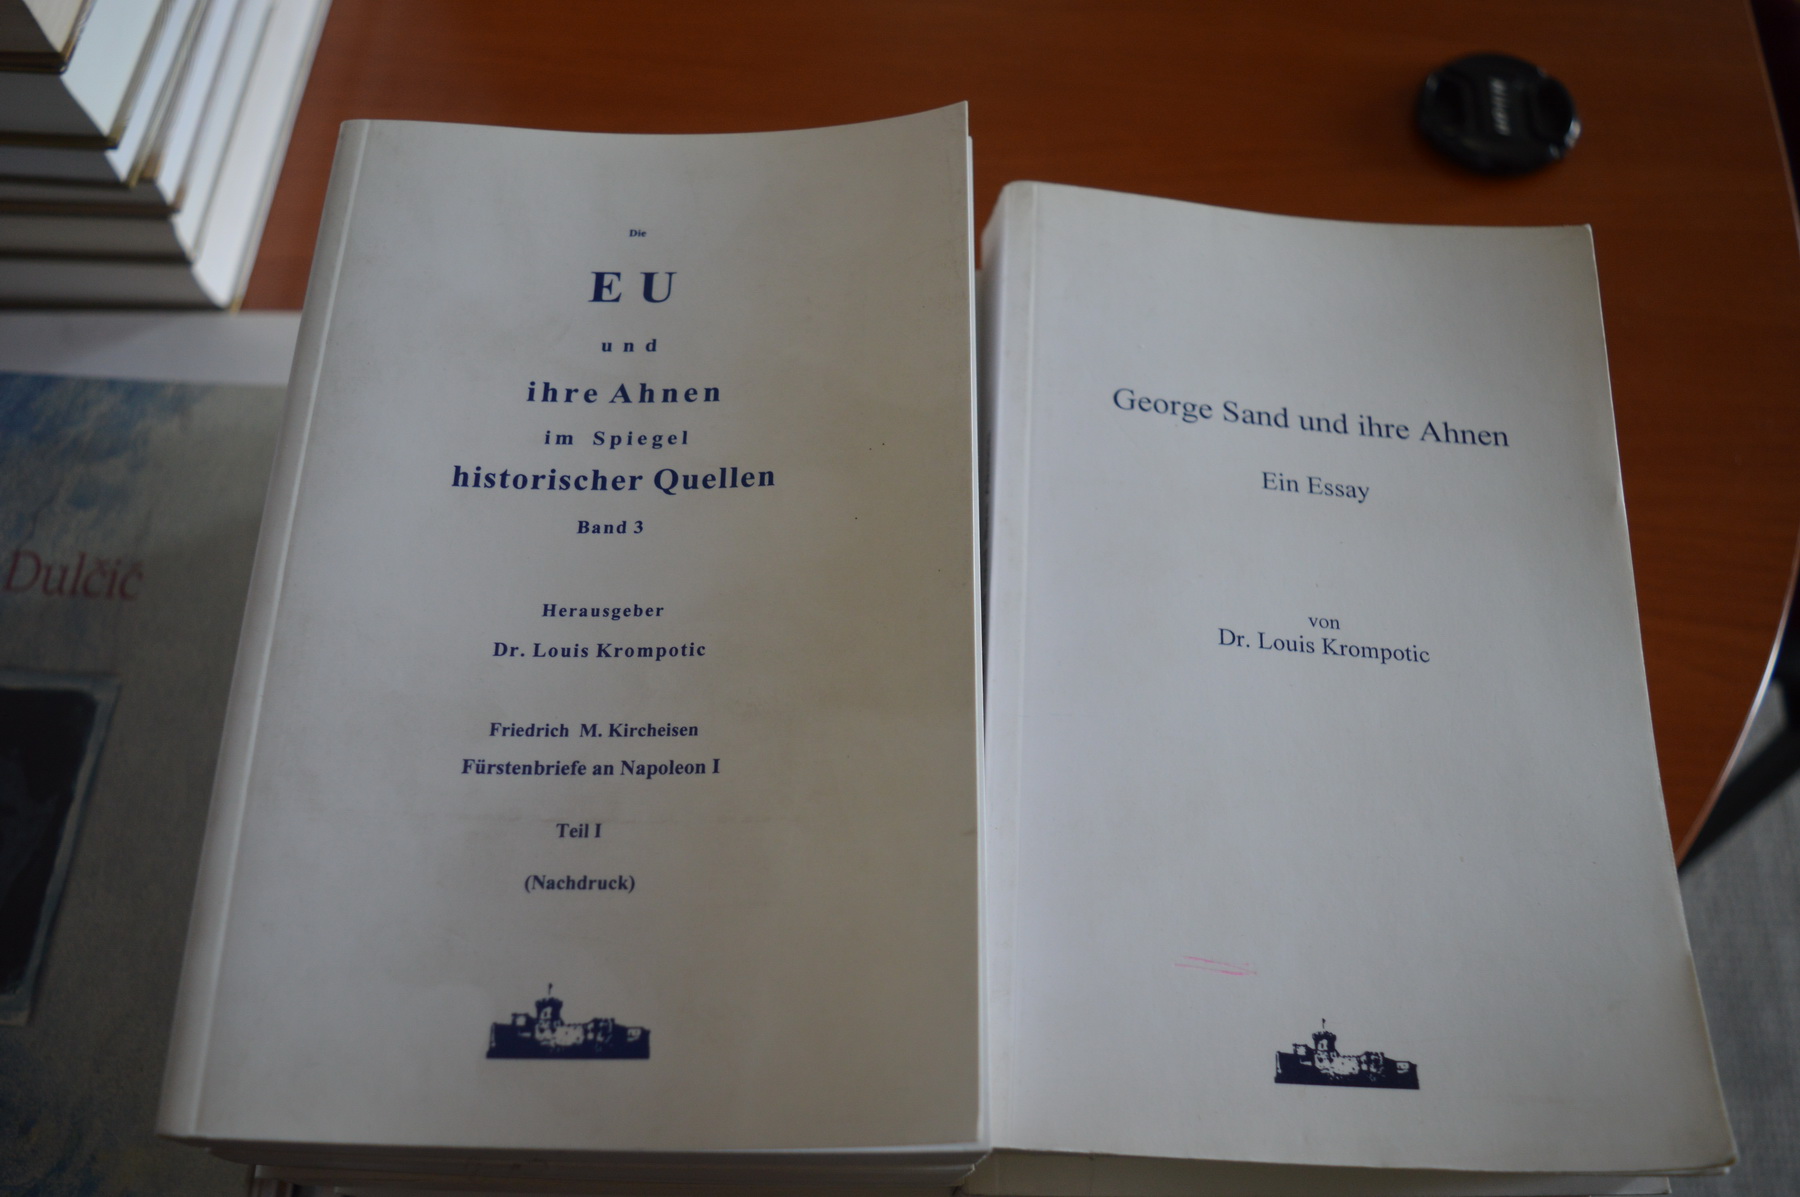 Die
EU
und
ihre Ahnen
im Spiegel
historischer Quellen
Band 3
Herausgeber
Dr. Louis Krompotic
Friedrich M. Kircheisen
Fürstenbriefe an Napoleon I
Teil I
(Nachdruck)
George Sand und ihre Ahnen
Ein Essay
von
Dr. Louis Krompotic
Dulčić